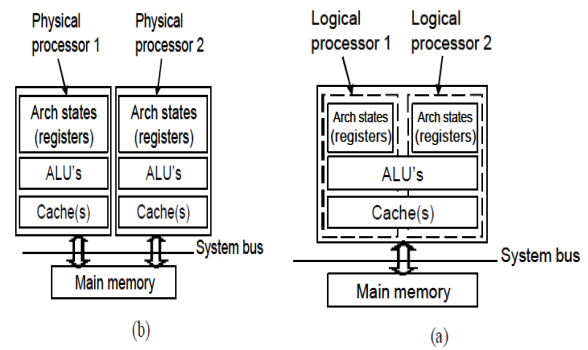 Physical
processor 1
Physical
processor 2
Arch states
(registers)
Arch states
(registers)
ALU's
ALU's
Cache(s)
Cache(s)
System bus
Main memory
(b)
Logical
processor 1
Logical
processor 2
Arch states
(registers)
Arch states
(registers)
ALU's
Cache(s)
System bus
Main memory
(a)